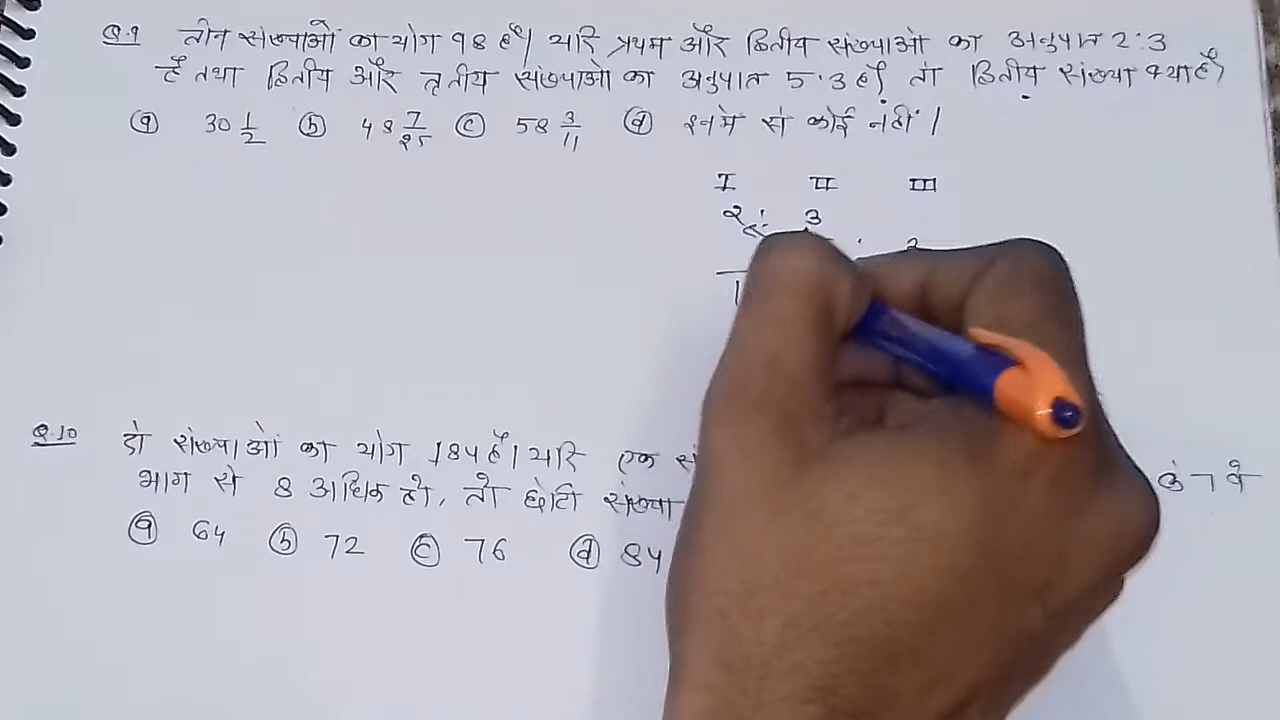 Q.9 तीन संख्याओं का योग 98 है। यदि प्रथम और द्वितीय संख्याओ का अनुपात 2:3
है तथा द्वितीय और तृतीय संख्याओ का अनुपात 5:3 है, तो द्वितीय संख्या क्या है?
(a) 30 1/2 (b) 48 7/25 (c) 58 3/11 (d) इनमे से कोई नहीं।
I II III
2 : 3
Q.10 दो संख्याओं का योग 184 है। यदि एक
भाग से 8 अधिक हो, तो छोटी संख्या
(a) 64 (b) 72 (c) 76 (d) 84